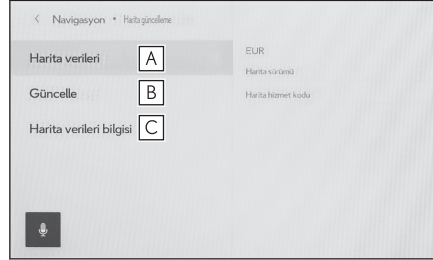 < Navigasyon • Harita güncelleme
Harita verileri A
EUR
Harita sürümü
Güncelle B
Harita hizmet kodu
Harita verileri bilgisi C